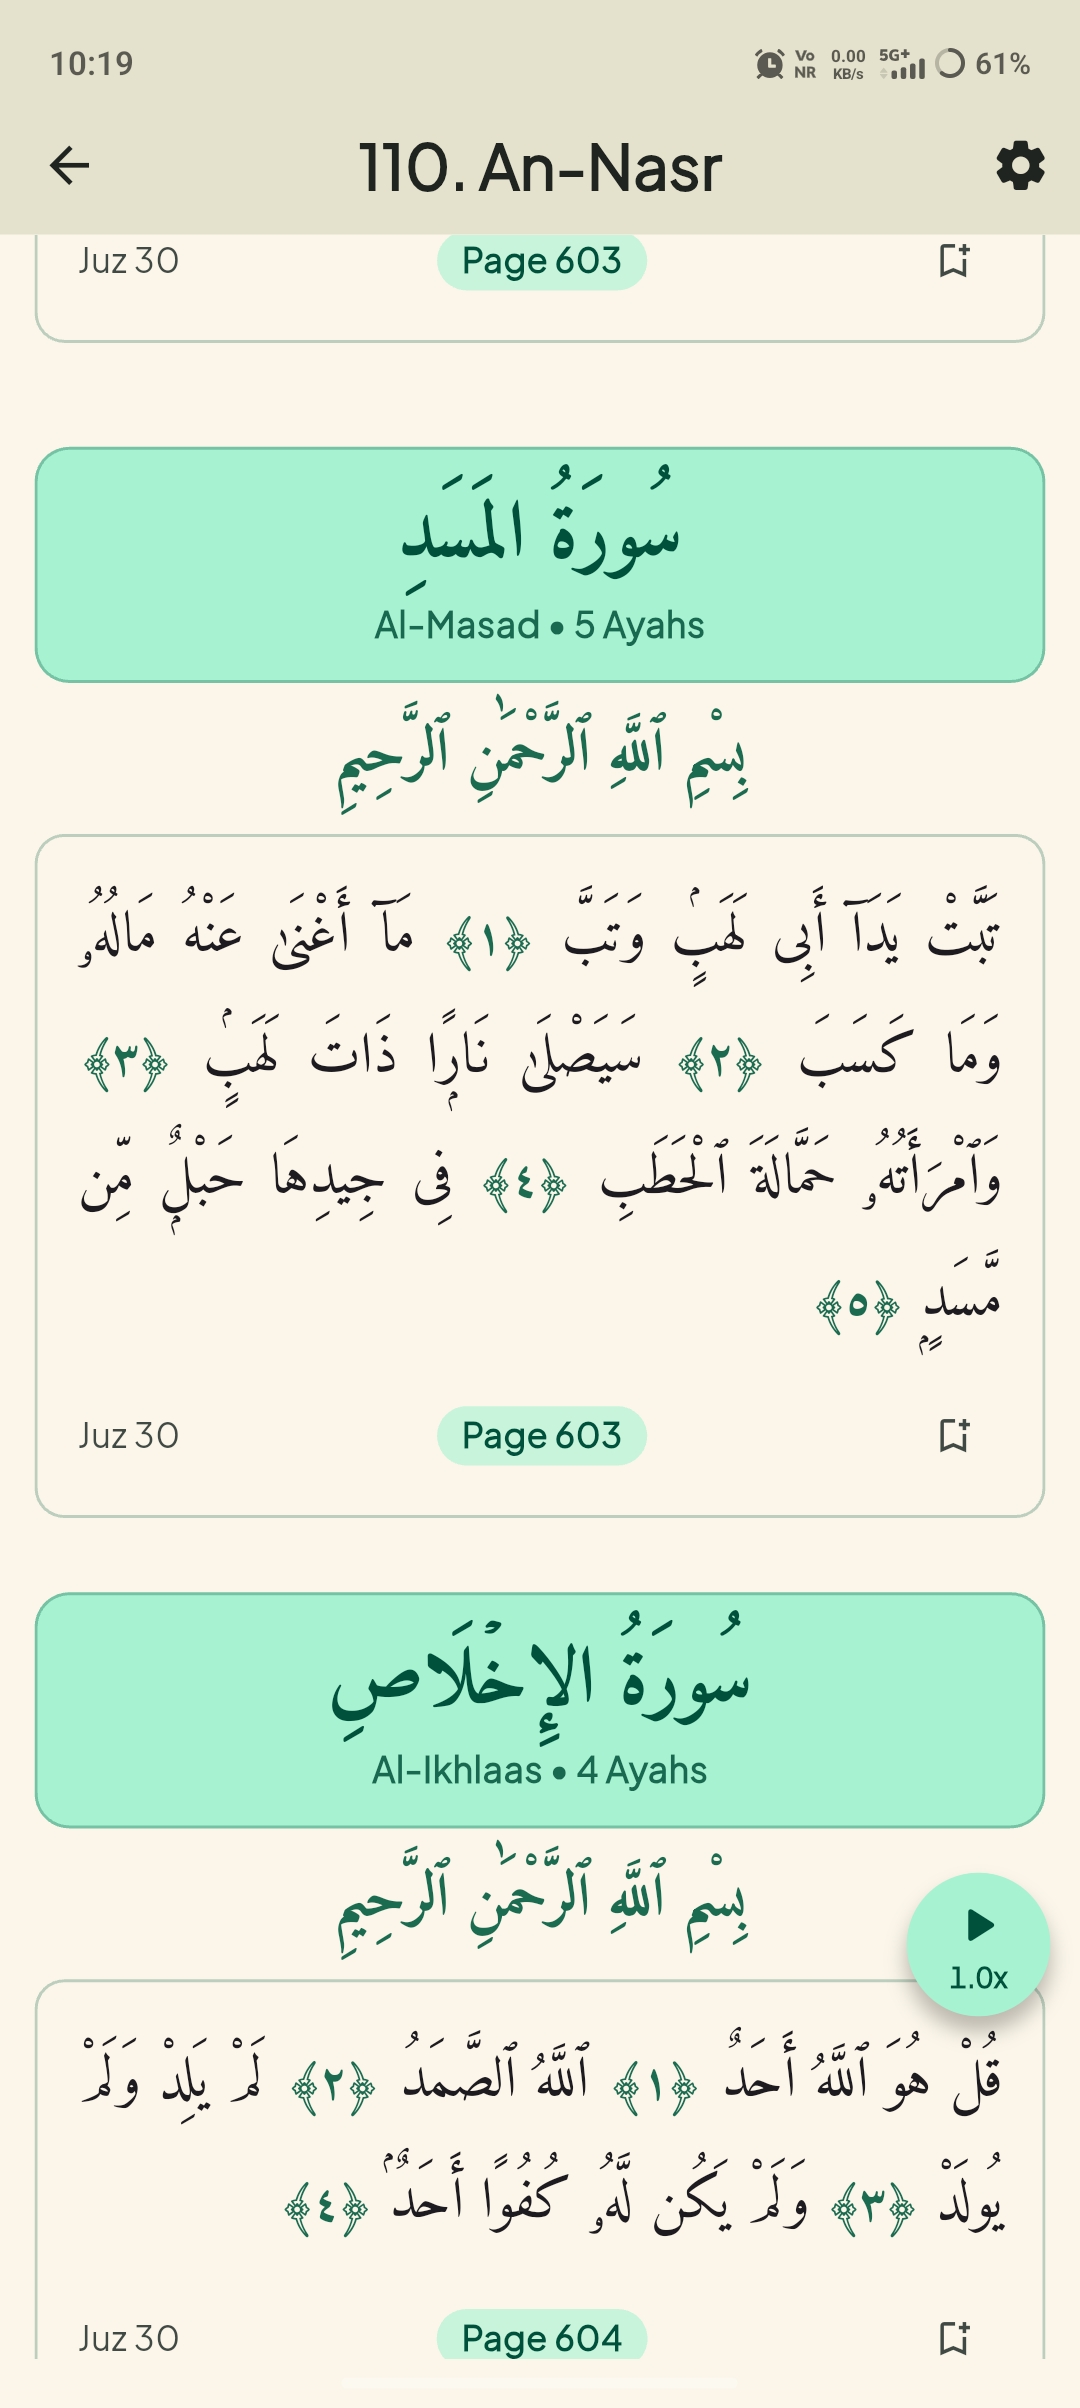 10:19 Vo NR 0.00 KB/s 5G+ 61%
110. An-Nasr
Juz 30 Page 603
سُورَةُ المَسَدِ
Al-Masad • 5 Ayahs
بِسْمِ ٱللَّهِ ٱلرَّحْمَٰنِ ٱلرَّحِيمِ
تَبَّتْ يَدَآ أَبِى لَهَبٍۢ وَتَبَّ ﴿١﴾ مَآ أَغْنَىٰ عَنْهُ مَالُهُۥ
وَمَا كَسَبَ ﴿٢﴾ سَيَصْلَىٰ نَارًۭا ذَاتَ لَهَبٍۢ ﴿٣﴾
وَٱمْرَأَتُهُۥ حَمَّالَةَ ٱلْحَطَبِ ﴿٤﴾ فِى جِيدِهَا حَبْلٌۭ مِّن
مَّسَدٍۭ ﴿٥﴾
Juz 30 Page 603
سُورَةُ الإِخۡلَاصِ
Al-Ikhlaas • 4 Ayahs
بِسْمِ ٱللَّهِ ٱلرَّحْمَٰنِ ٱلرَّحِيمِ
1.0x
قُلْ هُوَ ٱللَّهُ أَحَدٌ ﴿١﴾ ٱللَّهُ ٱلصَّمَدُ ﴿٢﴾ لَمْ يَلِدْ وَلَمْ
يُولَدْ ﴿٣﴾ وَلَمْ يَكُن لَّهُۥ كُفُوًا أَحَدٌۢ ﴿٤﴾
Juz 30 Page 604